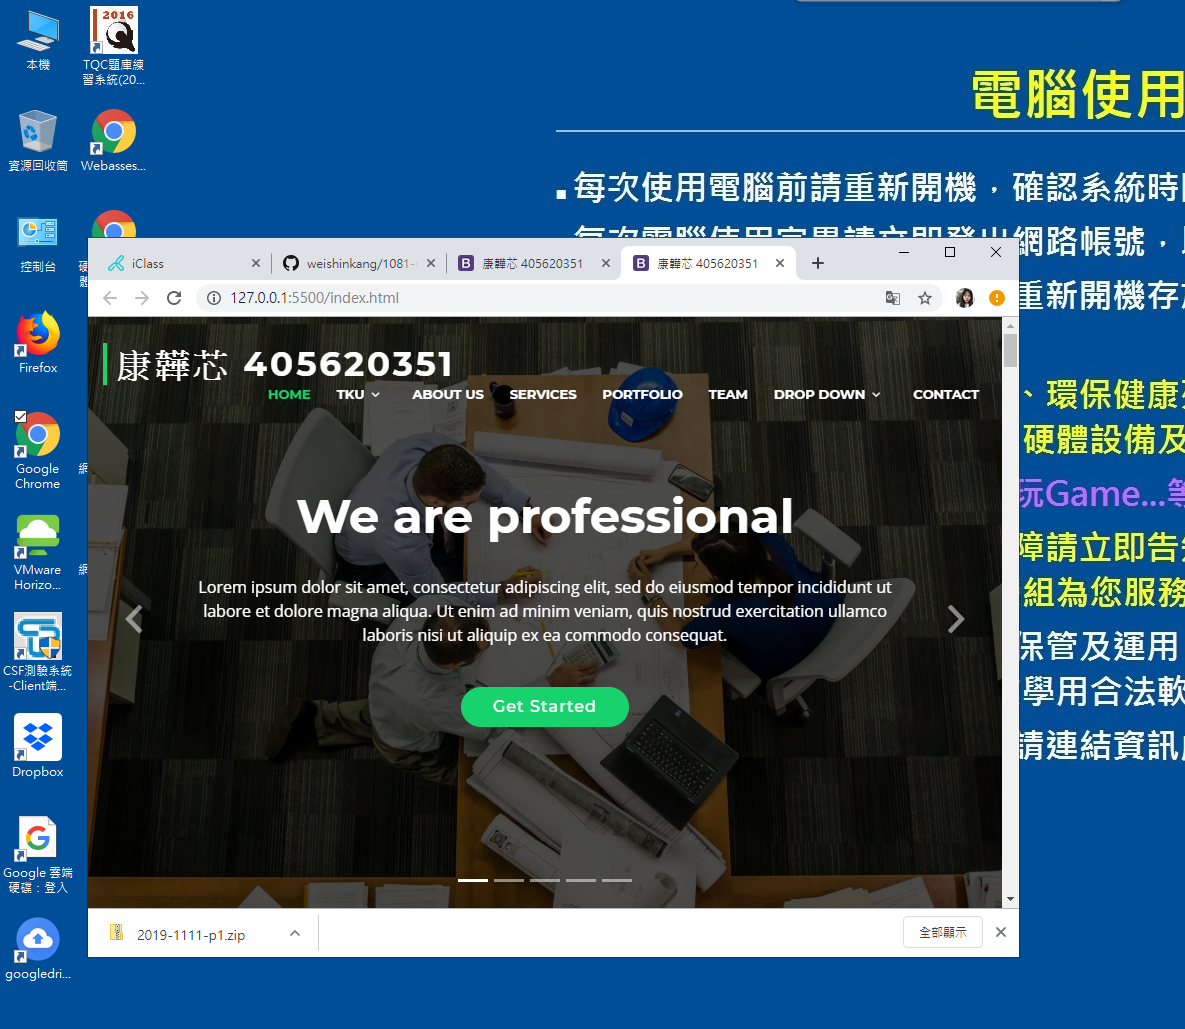 本機
2016
TQC題庫練
習系統(20...
資源回收筒
Webasses...
控制台
Firefox
Google
Chrome
VMware
Horizo...
CSF測驗系統
-Client端...
Dropbox
Google 雲端
硬碟：登入
googledri...
電腦使用
每次使用電腦前請重新開機，確認系統時
網路帳號，
重新開機存
、環保健康
硬體設備及
玩Game...等
障請立即告
組為您服務
保管及運用
學用合法軟
請連結資訊
iClass
weishinkang/1081-
康韡芯 405620351
康韡芯 405620351
127.0.0.1:5500/index.html
康韡芯 405620351
HOME TKU ABOUT US SERVICES PORTFOLIO TEAM DROP DOWN CONTACT
We are professional
Lorem ipsum dolor sit amet, consectetur adipiscing elit, sed do eiusmod tempor incididunt ut
labore et dolore magna aliqua. Ut enim ad minim veniam, quis nostrud exercitation ullamco
laboris nisi ut aliquip ex ea commodo consequat.
Get Started
2019-1111-p1.zip
全部顯示